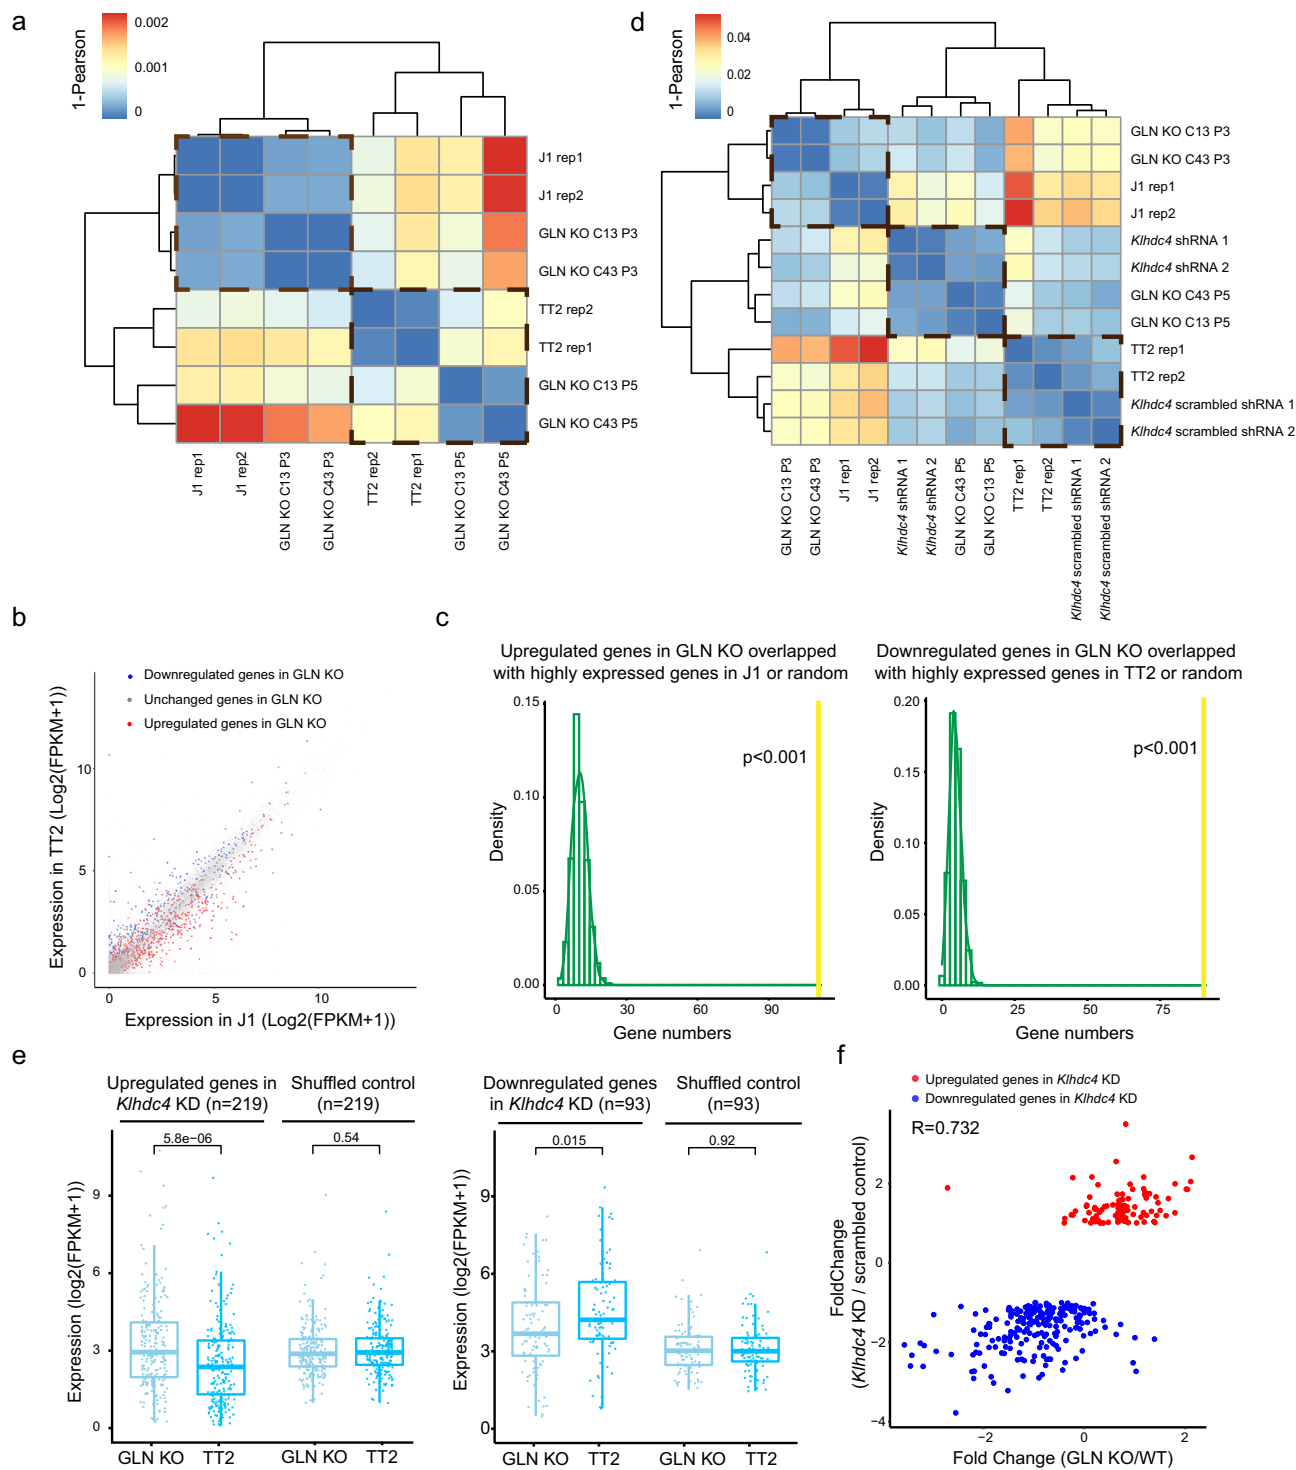 a
1-Pearson
0.002
0.001
0
J1 rep1
J1 rep2
GLN KO C13 P3
GLN KO C43 P3
TT2 rep2
TT2 rep1
GLN KO C13 P5
GLN KO C43 P5
J1 rep1
J1 rep2
GLN KO C13 P3
GLN KO C43 P3
TT2 rep2
TT2 rep1
GLN KO C13 P5
GLN KO C43 P5
d
1-Pearson
0.04
0.02
0
GLN KO C13 P3
GLN KO C43 P3
J1 rep1
J1 rep2
Klhdc4 shRNA 1
Klhdc4 shRNA 2
GLN KO C43 P5
GLN KO C13 P5
TT2 rep1
TT2 rep2
Klhdc4 scrambled shRNA 1
Klhdc4 scrambled shRNA 2
GLN KO C13 P3
GLN KO C43 P3
J1 rep1
J1 rep2
Klhdc4 shRNA 1
Klhdc4 shRNA 2
GLN KO C43 P5
GLN KO C13 P5
TT2 rep1
TT2 rep2
Klhdc4 scrambled shRNA 1
Klhdc4 scrambled shRNA 2
b
Downregulated genes in GLN KO
Unchanged genes in GLN KO
Upregulated genes in GLN KO
Expression in TT2 (Log2(FPKM+1))
10
5
0
0
5
10
Expression in J1 (Log2(FPKM+1))
c
Upregulated genes in GLN KO overlapped
with highly expressed genes in J1 or random
0.15
0.10
0.05
0.00
Density
p<0.001
0
30
60
90
Gene numbers
Downregulated genes in GLN KO overlapped
with highly expressed genes in TT2 or random
0.20
0.15
0.10
0.05
0.00
Density
p<0.001
0
25
50
75
Gene numbers
e
Upregulated genes in
Klhdc4 KD (n=219)
Shuffled control
(n=219)
5.8e-06
0.54
Expression (log2(FPKM+1))
9
6
3
0
GLN KO
TT2
GLN KO
TT2
Downregulated genes
in Klhdc4 KD (n=93)
Shuffled control
(n=93)
0.015
0.92
Expression (log2(FPKM+1))
9
6
3
0
GLN KO
TT2
GLN KO
TT2
f
Upregulated genes in Klhdc4 KD
Downregulated genes in Klhdc4 KD
R=0.732
FoldChange
(Klhdc4 KD / scrambled control)
2
0
−2
−4
−2
0
2
Fold Change (GLN KO/WT)